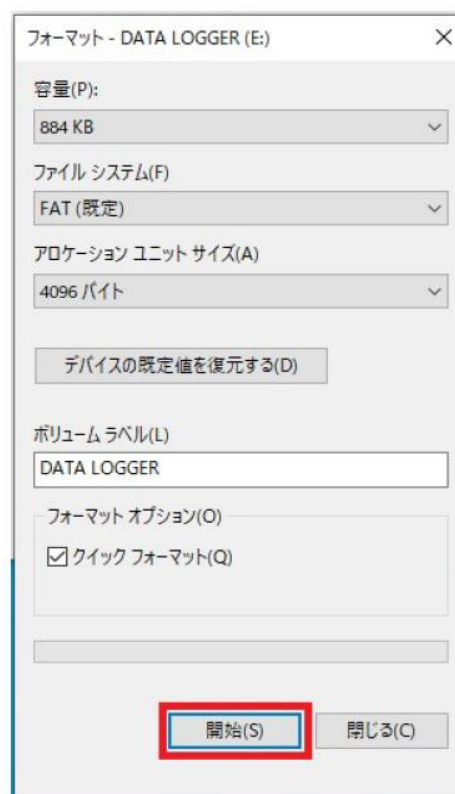 フォーマット - DATA LOGGER (E:)
容量(P):
884 KB
ファイル システム(F)
FAT (既定)
アロケーション ユニット サイズ(A)
4096 バイト
デバイスの既定値を復元する(D)
ボリューム ラベル(L)
DATA LOGGER
フォーマット オプション(O)
クイック フォーマット(Q)
開始(S) 閉じる(C)